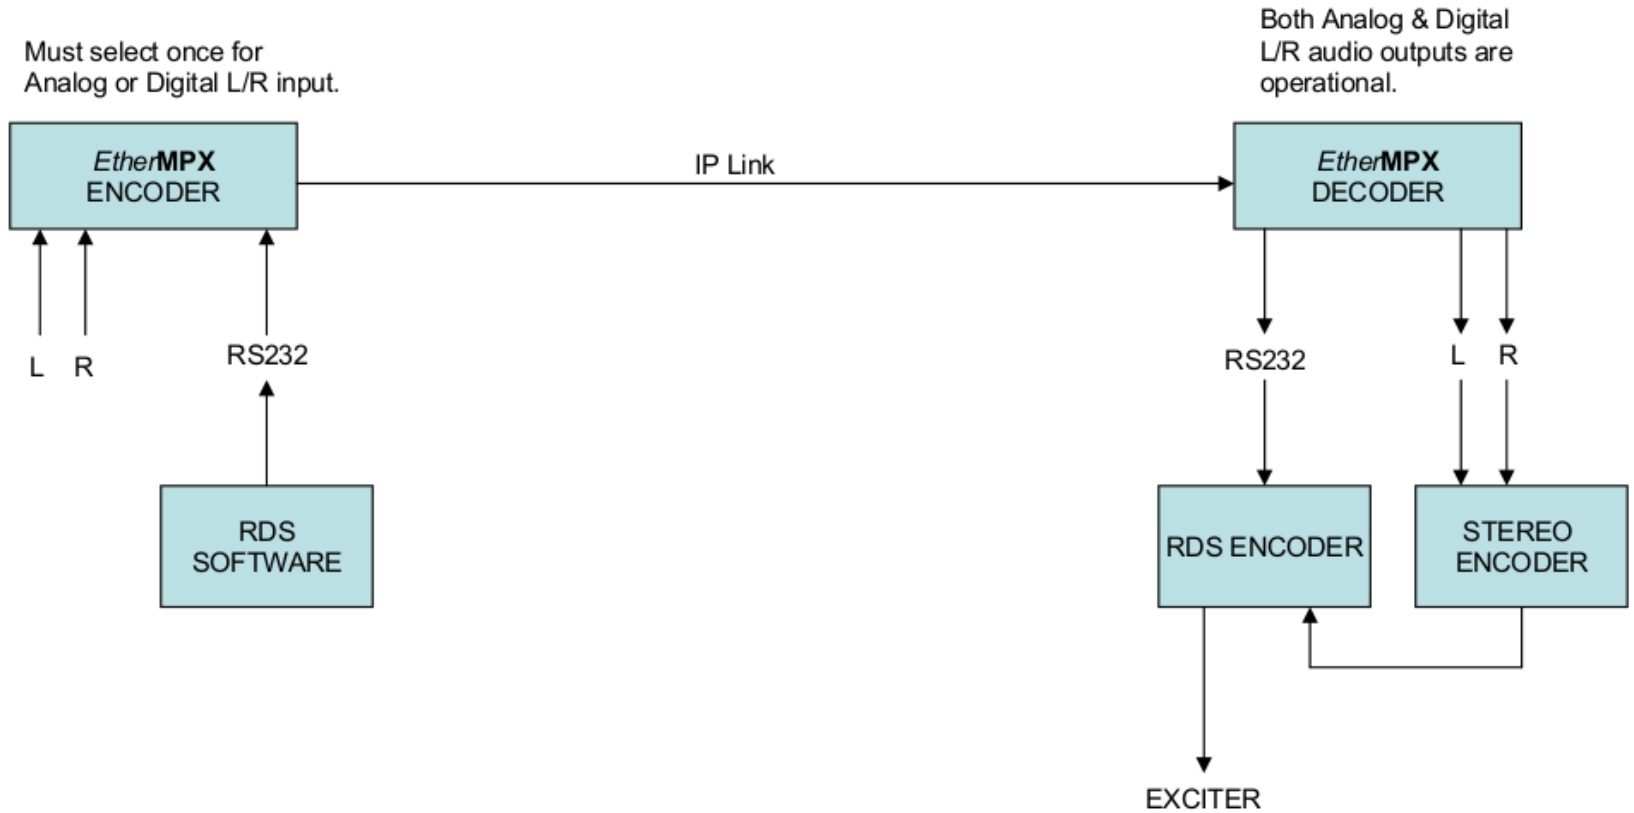 Must select once for
Analog or Digital L/R input.
Both Analog & Digital
L/R audio outputs are
operational.
EtherMPX
ENCODER
IP Link
EtherMPX
DECODER
L R
RS232
RS232
L R
RDS
SOFTWARE
RDS ENCODER
STEREO
ENCODER
EXCITER